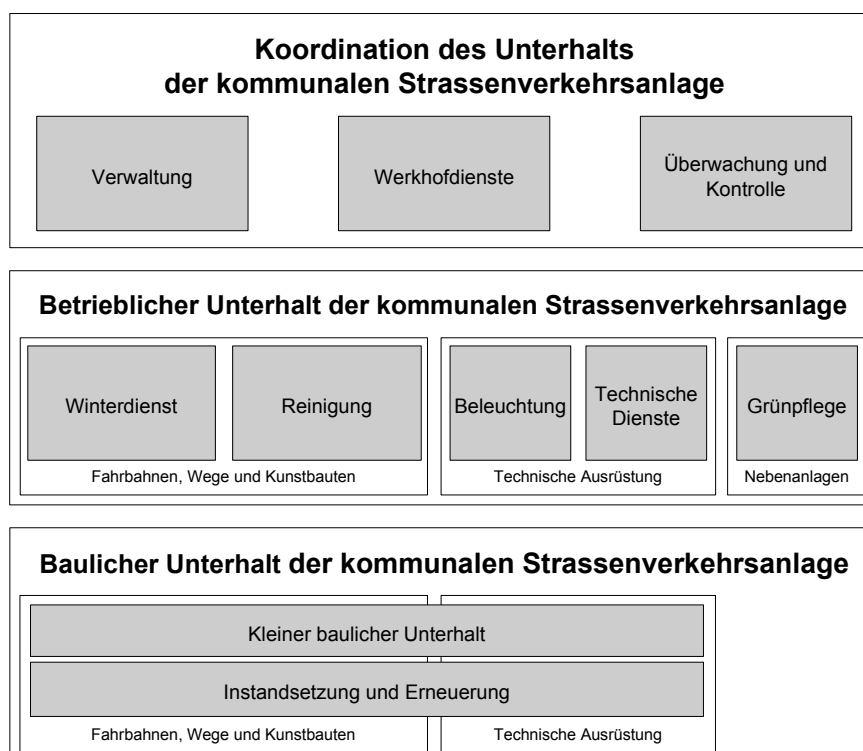 Koordination des Unterhalts
der kommunalen Strassenverkehrsanlage
Verwaltung
Werkhofdienste
Überwachung und
Kontrolle
Betrieblicher Unterhalt der kommunalen Strassenverkehrsanlage
Winterdienst
Reinigung
Beleuchtung
Technische
Dienste
Grünpflege
Fahrbahnen, Wege und Kunstbauten
Technische Ausrüstung
Nebenanlagen
Baulicher Unterhalt der kommunalen Strassenverkehrsanlage
Kleiner baulicher Unterhalt
Instandsetzung und Erneuerung
Fahrbahnen, Wege und Kunstbauten
Technische Ausrüstung